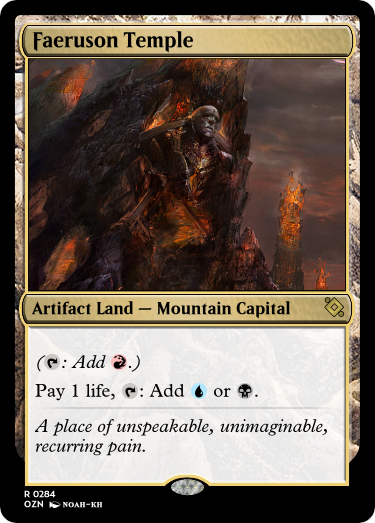 Faeruson Temple
Artifact Land — Mountain Capital
(: Add .)
Pay 1 life, : Add or .
A place of unspeakable, unimaginable,
recurring pain.
R 0284
OZN NOAH-KH